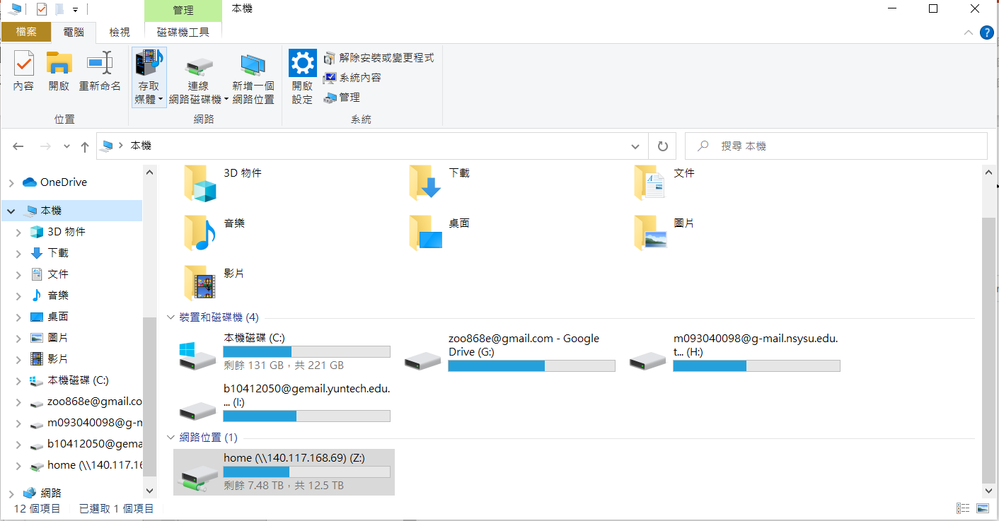 管理
本機
檔案
電腦
檢視
磁碟機工具
內容
開啟
重新命名
位置
存取
媒體
連線
網路磁碟機
新增一個
網路位置
網路
開啟
設定
解除安裝或變更程式
系統內容
管理
系統
本機
搜尋 本機
OneDrive
本機
3D 物件
下載
文件
音樂
桌面
圖片
影片
本機磁碟 (C:)
zoo868e@gmail.co
m093040098@g-m
b10412050@gema
home (\\140.117.16
網路
3D 物件
下載
文件
音樂
桌面
圖片
影片
裝置和磁碟機 (4)
本機磁碟 (C:)
剩餘 131 GB，共 221 GB
zoo868e@gmail.com - Google
Drive (G:)
m093040098@g-mail.nsysu.edu.
t... (H:)
b10412050@gemail.yuntech.edu.
... (I:)
網路位置 (1)
home (\\140.117.168.69) (Z:)
剩餘 7.48 TB，共 12.5 TB
12 個項目
已選取 1 個項目